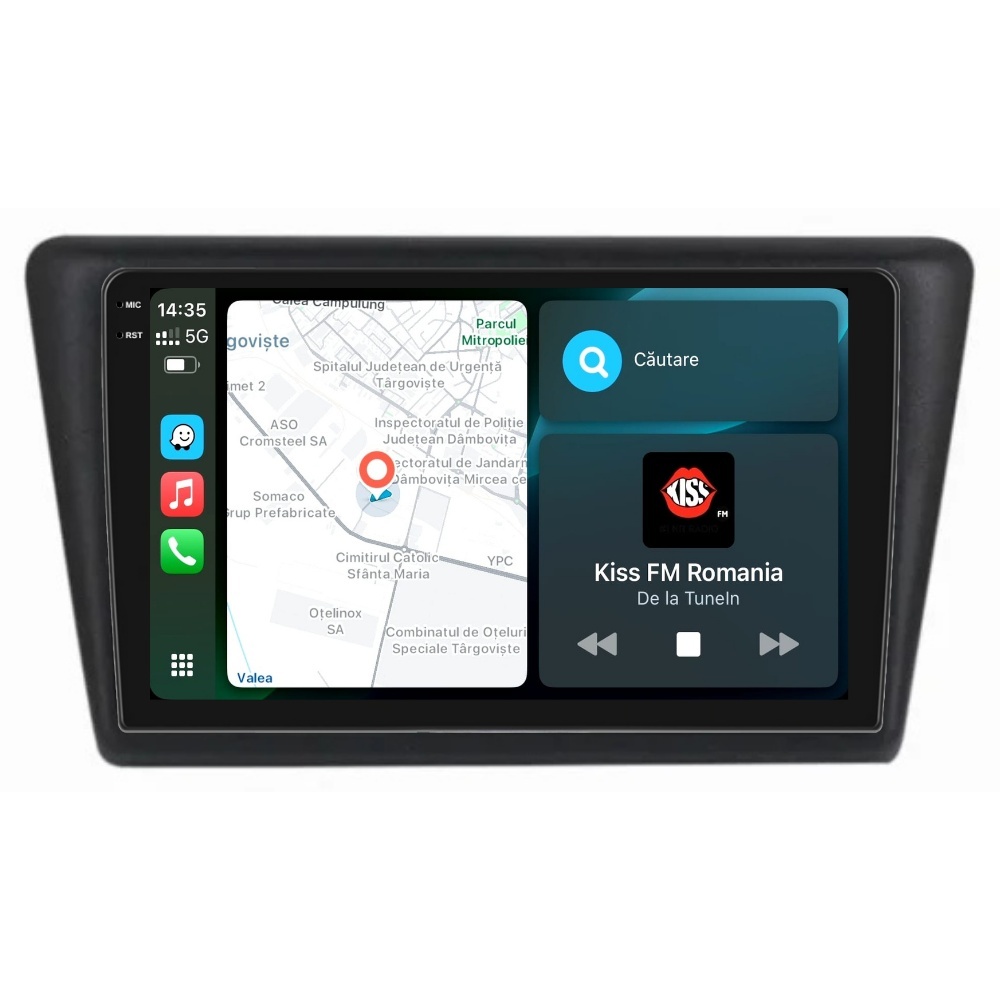 MIC
RST
14:35
5G
Calea Câmpulung
goviște
Parcul
Mitropoliei
Spitalul Județean de Urgență
Târgoviște
imet 2
ASO
Cromsteel SA
Inspectoratul de Poliție
Județean Dâmbovița
ectoratul de Jandarm
Dâmbovița Mircea ce
Somaco
Grup Prefabricate
Cimitirul Catolic
Sfânta Maria
YPC
Oțelinox
SA
Combinatul de Oțeluri
Speciale Târgoviște
Valea
Căutare
KISS
FM
Kiss FM Romania
De la TuneIn